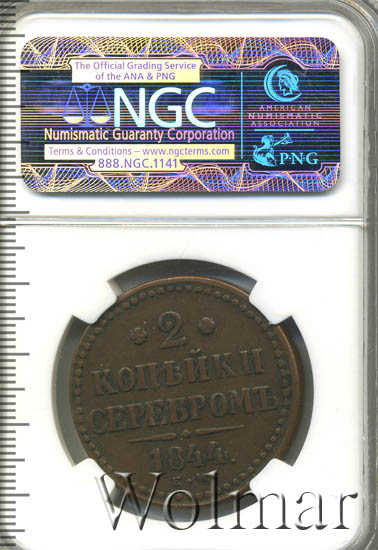 The Official Grading Service
of the ANA & PNG
NGC
Numismatic Guaranty Corporation
Terms & Conditions – www.ngcterms.com
888.NGC.1141
AMERICAN
NUMISMATIC
ASSOCIATION
PNG
* 2 *
КОПѢЙКИ
СЕРЕБРОМЪ
1844.
Е.М.
Wolmar